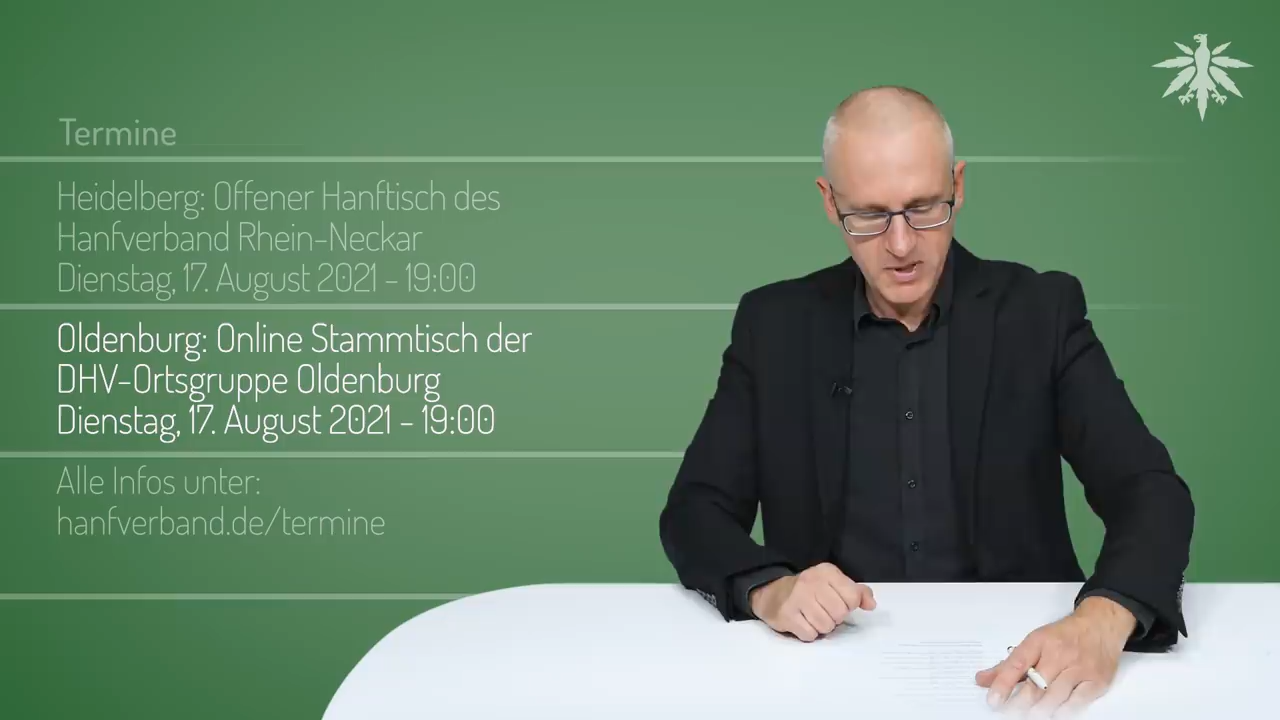 Termine
Heidelberg: Offener Hanftisch des
Hanfverband Rhein-Neckar
Dienstag, 17. August 2021 - 19:00
Oldenburg: Online Stammtisch der
DHV-Ortsgruppe Oldenburg
Dienstag, 17. August 2021 - 19:00
Alle Infos unter:
hanfverband.de/termine